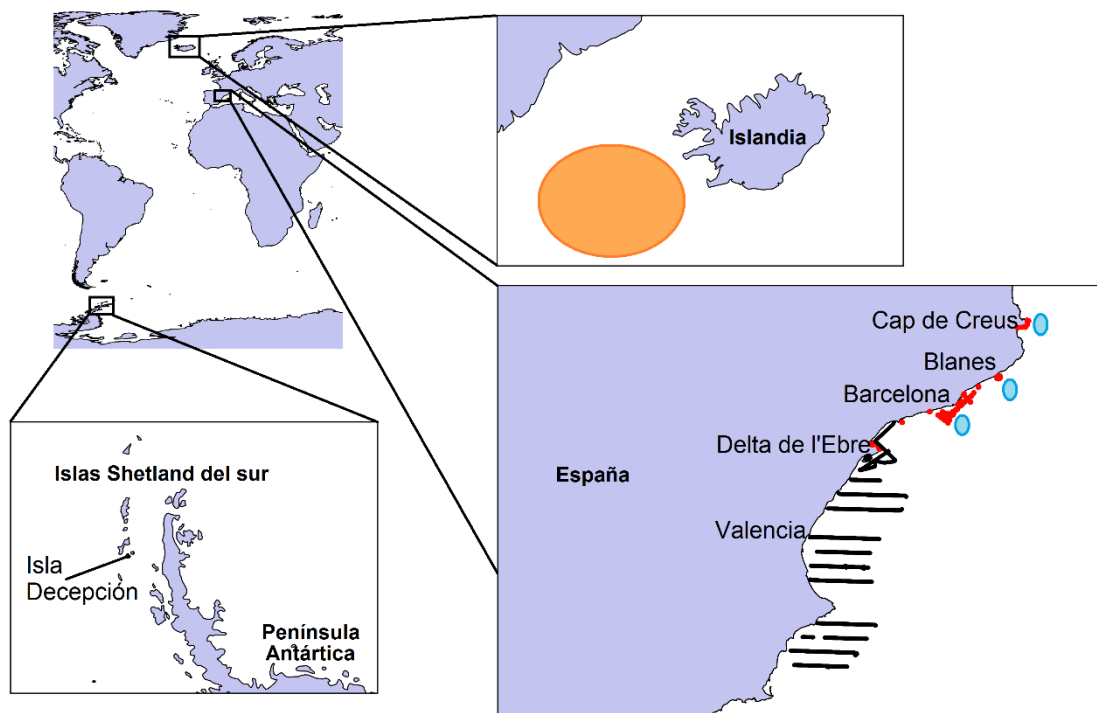 Islandia
Cap de Creus
Blanes
Barcelona
Delta de l'Ebre
España
Valencia
Islas Shetland del sur
Isla
Decepción
Península
Antártica